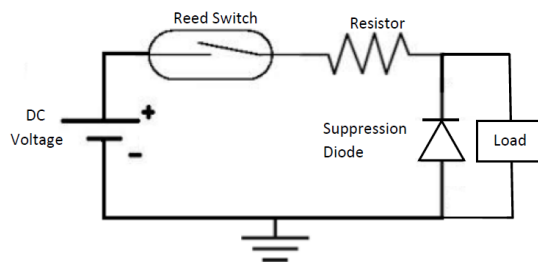 Reed Switch
Resistor
DC
Voltage
+
-
Suppression
Diode
Load